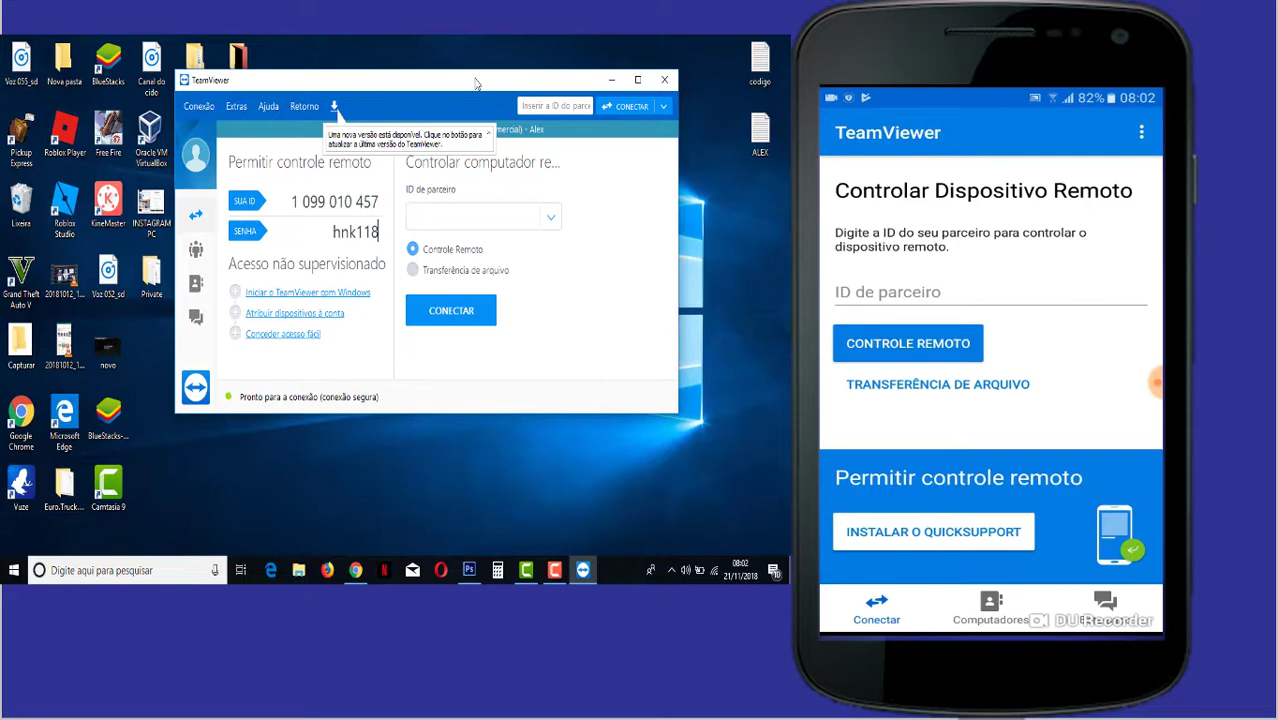 Voz 055_sd
Nova pasta
BlueStacks
Canal do
cido
Pickup
Express
Roblox Player
Free Fire
Oracle VM
VirtualBox
Lixeira
Roblox
Studio
KineMaster
INSTAGRAM
PC
Grand Theft
Auto V
20181012_1...
Voz 052_sd
Private
Capturar
20181012_1...
novo
Google
Chrome
Microsoft
Edge
BlueStacks-...
Vuze
Euro.Truck...
Camtasia 9
codigo
ALEX
TeamViewer
Conexão Extras Ajuda Retorno
Inserir a ID do parce
CONECTAR
Uma nova versão está disponível. Clique no botão para
atualizar a última versão do TeamViewer.
mercial) - Alex
Permitir controle remoto
SUA ID 1 099 010 457
SENHA hnk118
Acesso não supervisionado
Iniciar o TeamViewer com Windows
Atribuir dispositivos à conta
Conceder acesso fácil
Controlar computador re...
ID de parceiro
Controle Remoto
Transferência de arquivo
CONECTAR
Pronto para a conexão (conexão segura)
Digite aqui para pesquisar
08:02
21/11/2018
10
82% 08:02
TeamViewer
Controlar Dispositivo Remoto
Digite a ID do seu parceiro para controlar o
dispositivo remoto.
ID de parceiro
CONTROLE REMOTO
TRANSFERÊNCIA DE ARQUIVO
Permitir controle remoto
INSTALAR O QUICKSUPPORT
Conectar
Computadores
DU Recorder